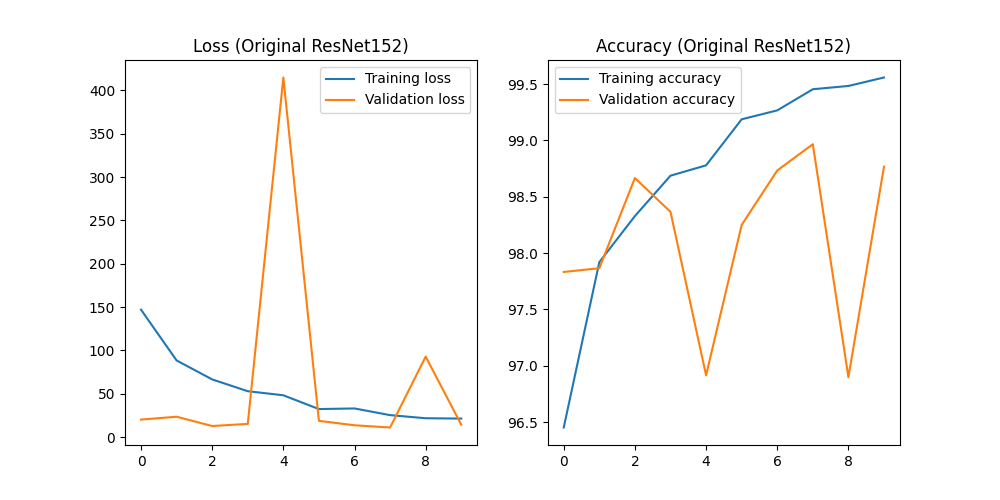 Loss (Original ResNet152)
Training loss
Validation loss
400
350
300
250
200
150
100
50
0
0 2 4 6 8
Accuracy (Original ResNet152)
Training accuracy
Validation accuracy
99.5
99.0
98.5
98.0
97.5
97.0
96.5
0 2 4 6 8